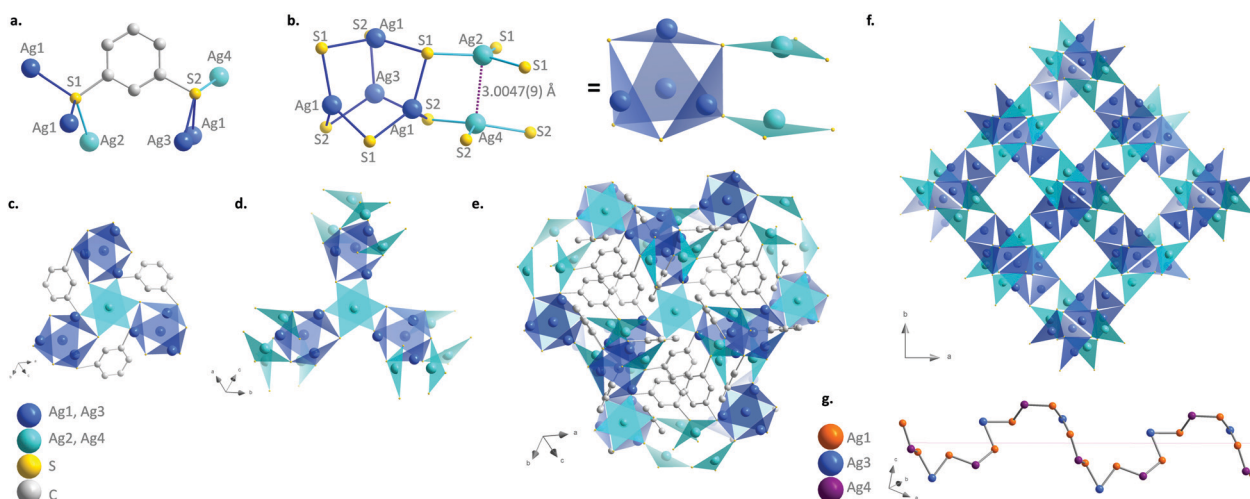 a.
Ag1
S1
S2
Ag4
Ag1
Ag2
Ag3
Ag1
b.
S1
S2
Ag1
S1
Ag2
S1
S1
Ag3
3.0047(9) Å
Ag1
S2
Ag1
S2
S1
Ag4
S2
S2
=
c.
d.
e.
a
b
c
f.
b
a
Ag1, Ag3
Ag2, Ag4
S
C
g.
Ag1
Ag3
Ag4